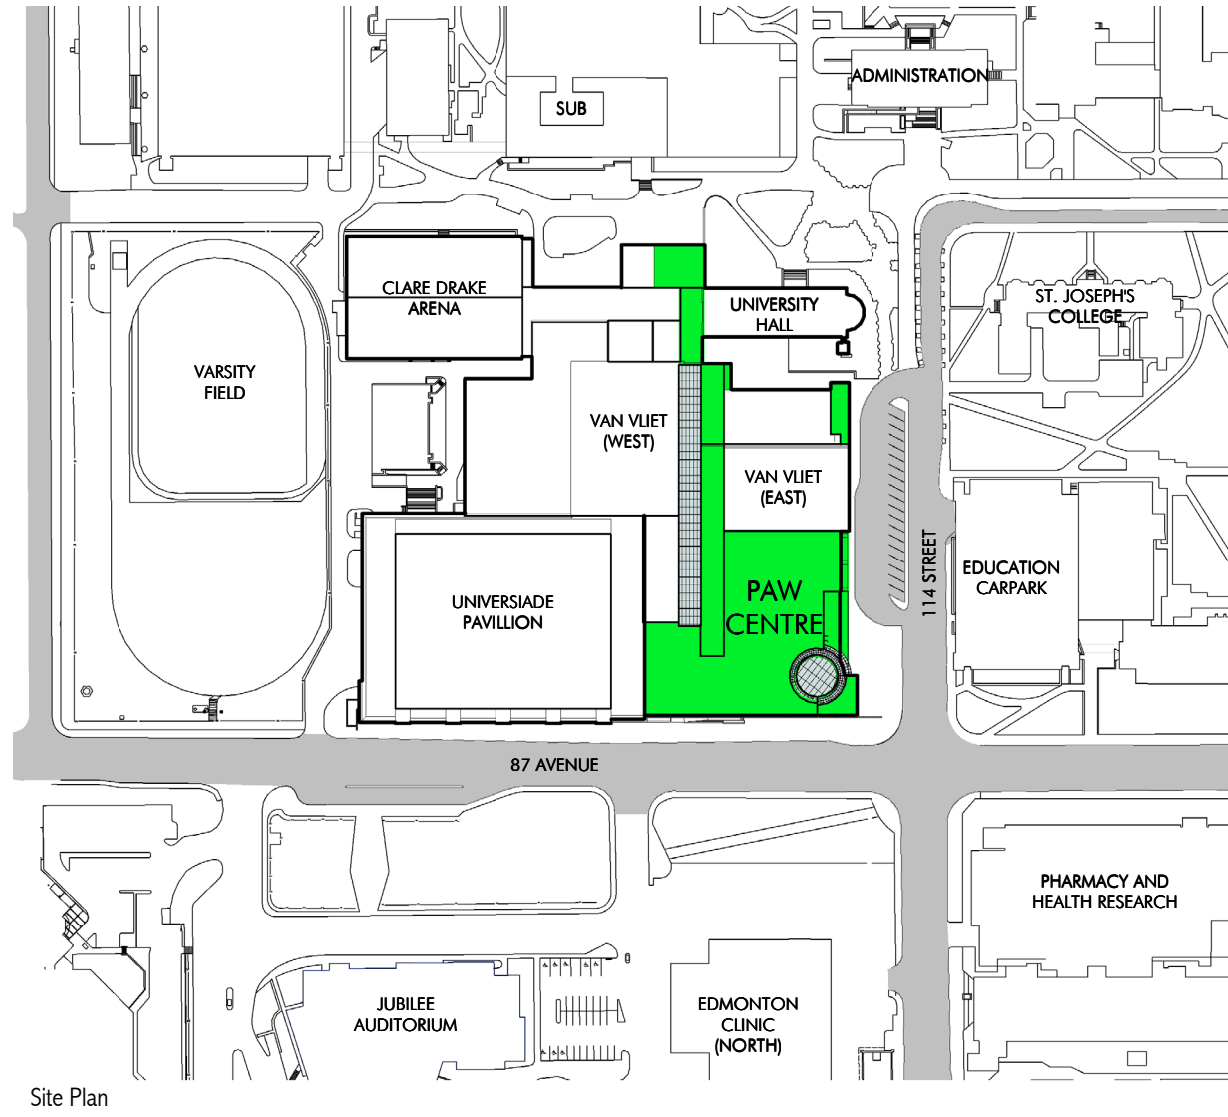 SUB
ADMINISTRATION
CLARE DRAKE
ARENA
UNIVERSITY
HALL
ST. JOSEPH'S
COLLEGE
VARSITY
FIELD
VAN VLIET
(WEST)
VAN VLIET
(EAST)
114 STREET
EDUCATION
CARPARK
PAW
CENTRE
UNIVERSIADE
PAVILLION
87 AVENUE
PHARMACY AND
HEALTH RESEARCH
JUBILEE
AUDITORIUM
EDMONTON
CLINIC
(NORTH)
Site Plan